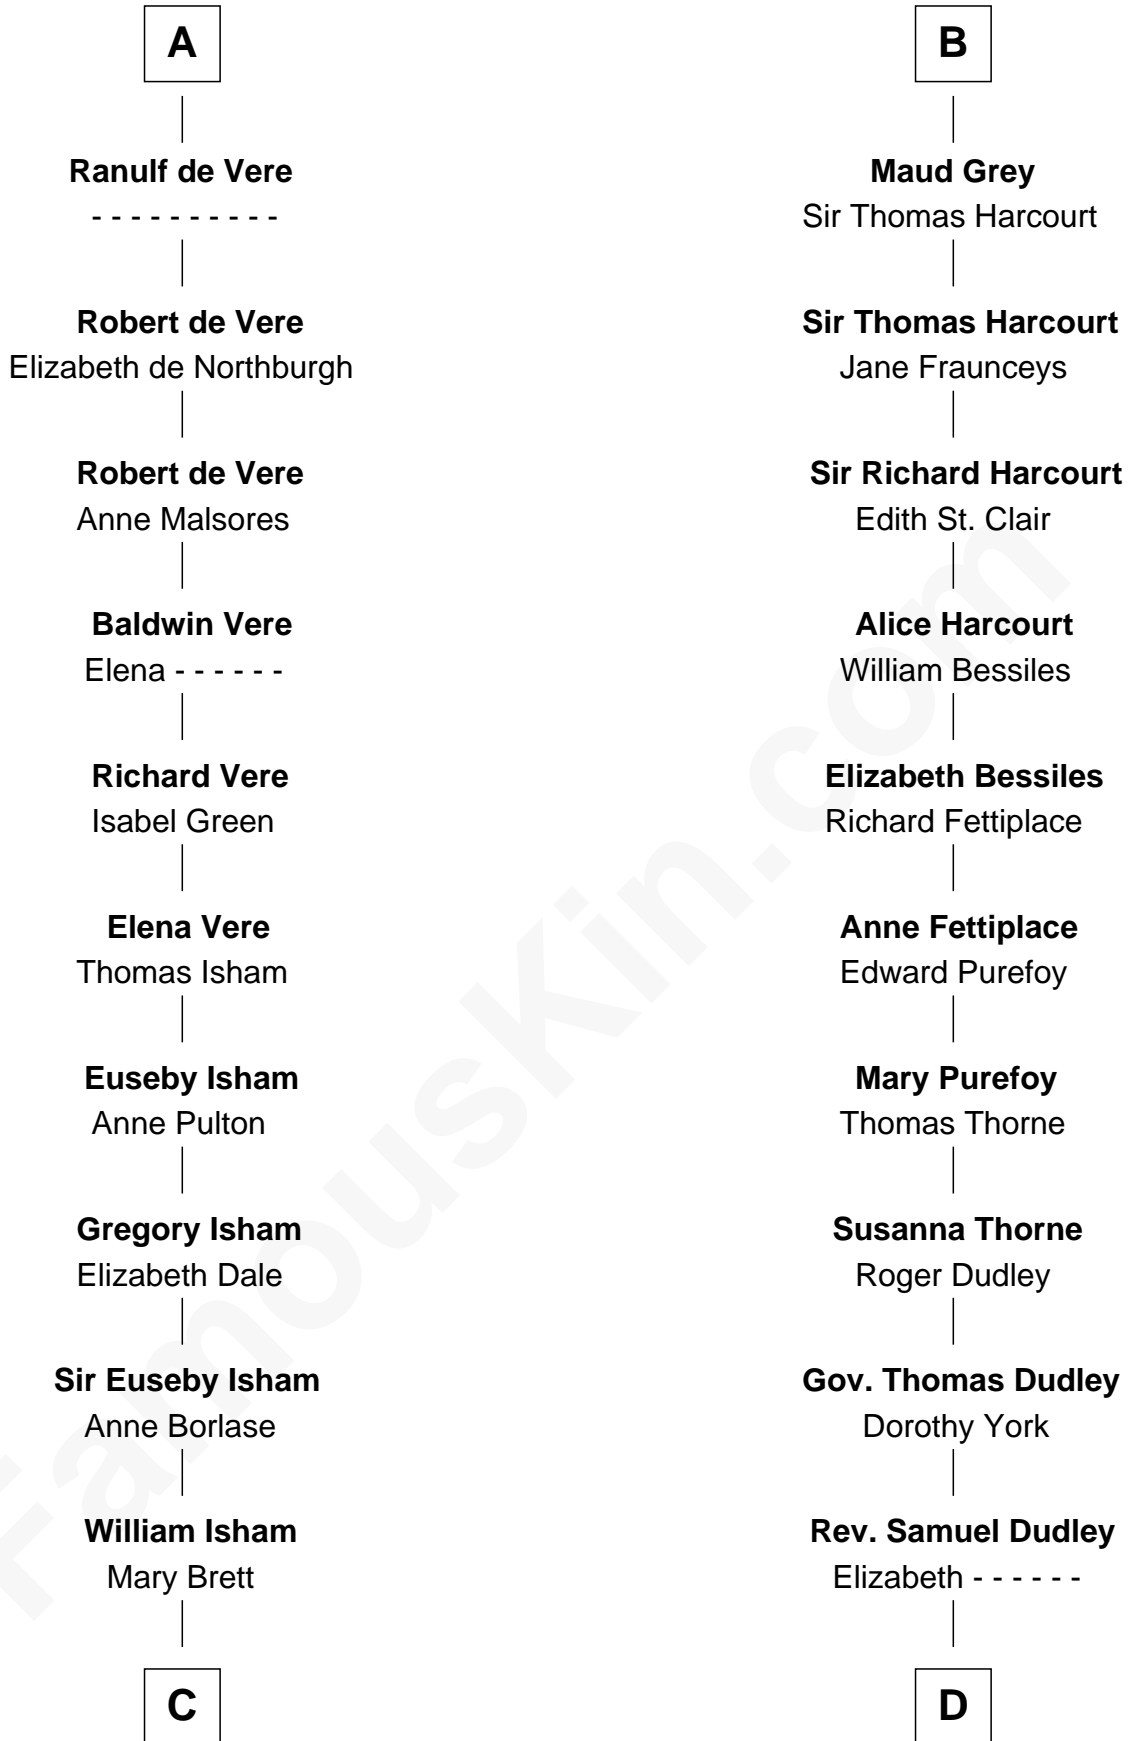 A
Ranulf de Vere
- - - - - - - - - -
Robert de Vere
Elizabeth de Northburgh
Robert de Vere
Anne Malsores
Baldwin Vere
Elena - - - - - -
Richard Vere
Isabel Green
Elena Vere
Thomas Isham
Euseby Isham
Anne Pulton
Gregory Isham
Elizabeth Dale
Sir Euseby Isham
Anne Borlase
William Isham
Mary Brett
C
B
Maud Grey
Sir Thomas Harcourt
Sir Thomas Harcourt
Jane Fraunceys
Sir Richard Harcourt
Edith St. Clair
Alice Harcourt
William Bessiles
Elizabeth Bessiles
Richard Fettiplace
Anne Fettiplace
Edward Purefoy
Mary Purefoy
Thomas Thorne
Susanna Thorne
Roger Dudley
Gov. Thomas Dudley
Dorothy York
Rev. Samuel Dudley
Elizabeth - - - - - -
D
FamousKin.com